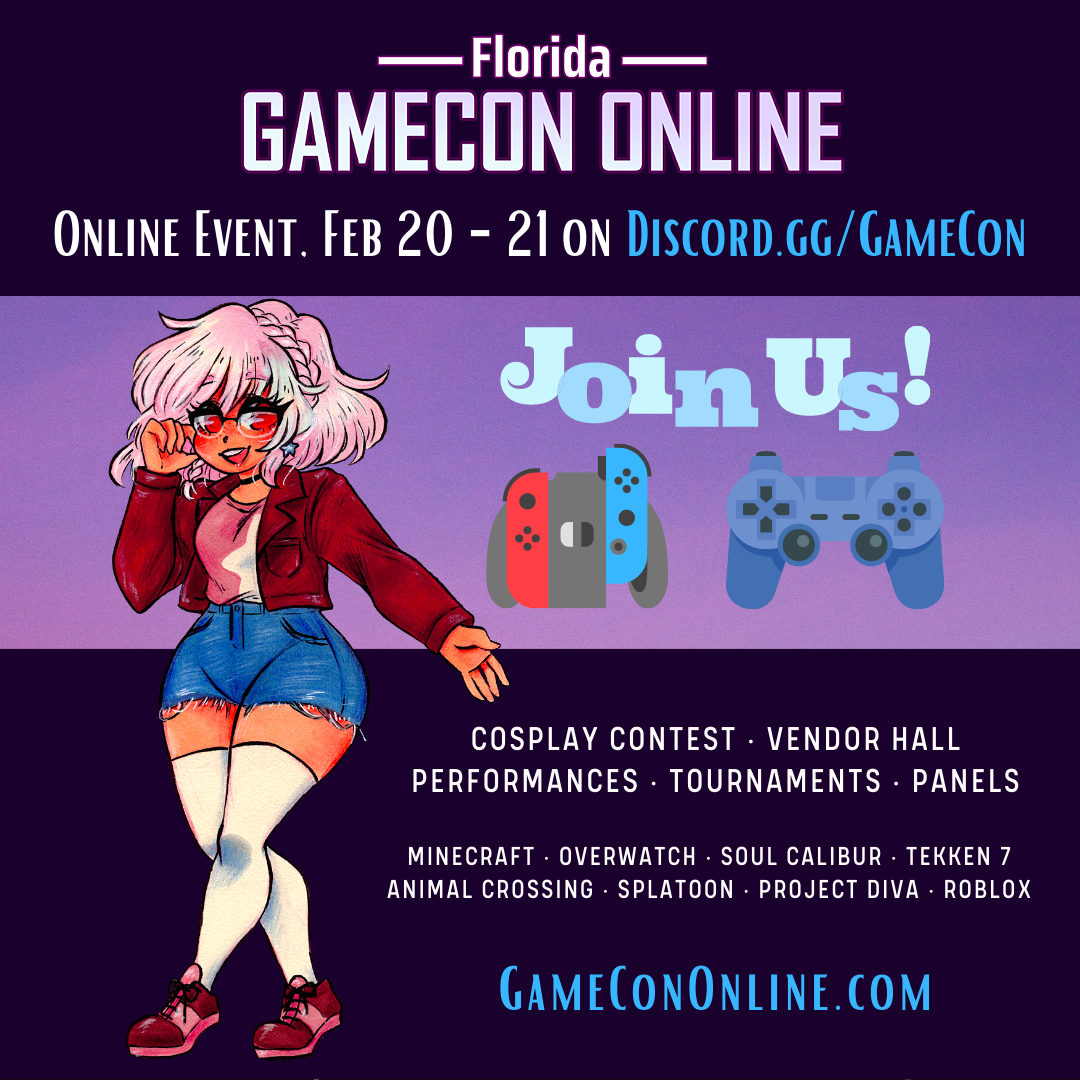 Florida
GAMECON ONLINE
Online Event, Feb 20 - 21 on Discord.gg/GameCon
Join Us!
COSPLAY CONTEST · VENDOR HALL
PERFORMANCES · TOURNAMENTS · PANELS
MINECRAFT · OVERWATCH · SOUL CALIBUR · TEKKEN 7
ANIMAL CROSSING · SPLATOON · PROJECT DIVA · ROBLOX
GameConOnline.com